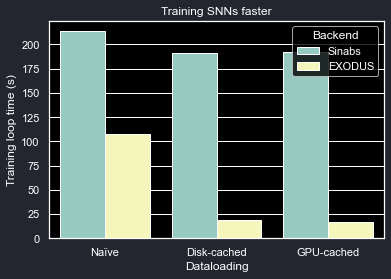 Training SNNs faster
Backend
Sinabs
EXODUS
Training loop time (s)
200
175
150
125
100
75
50
25
0
Naïve
Disk-cached
GPU-cached
Dataloading